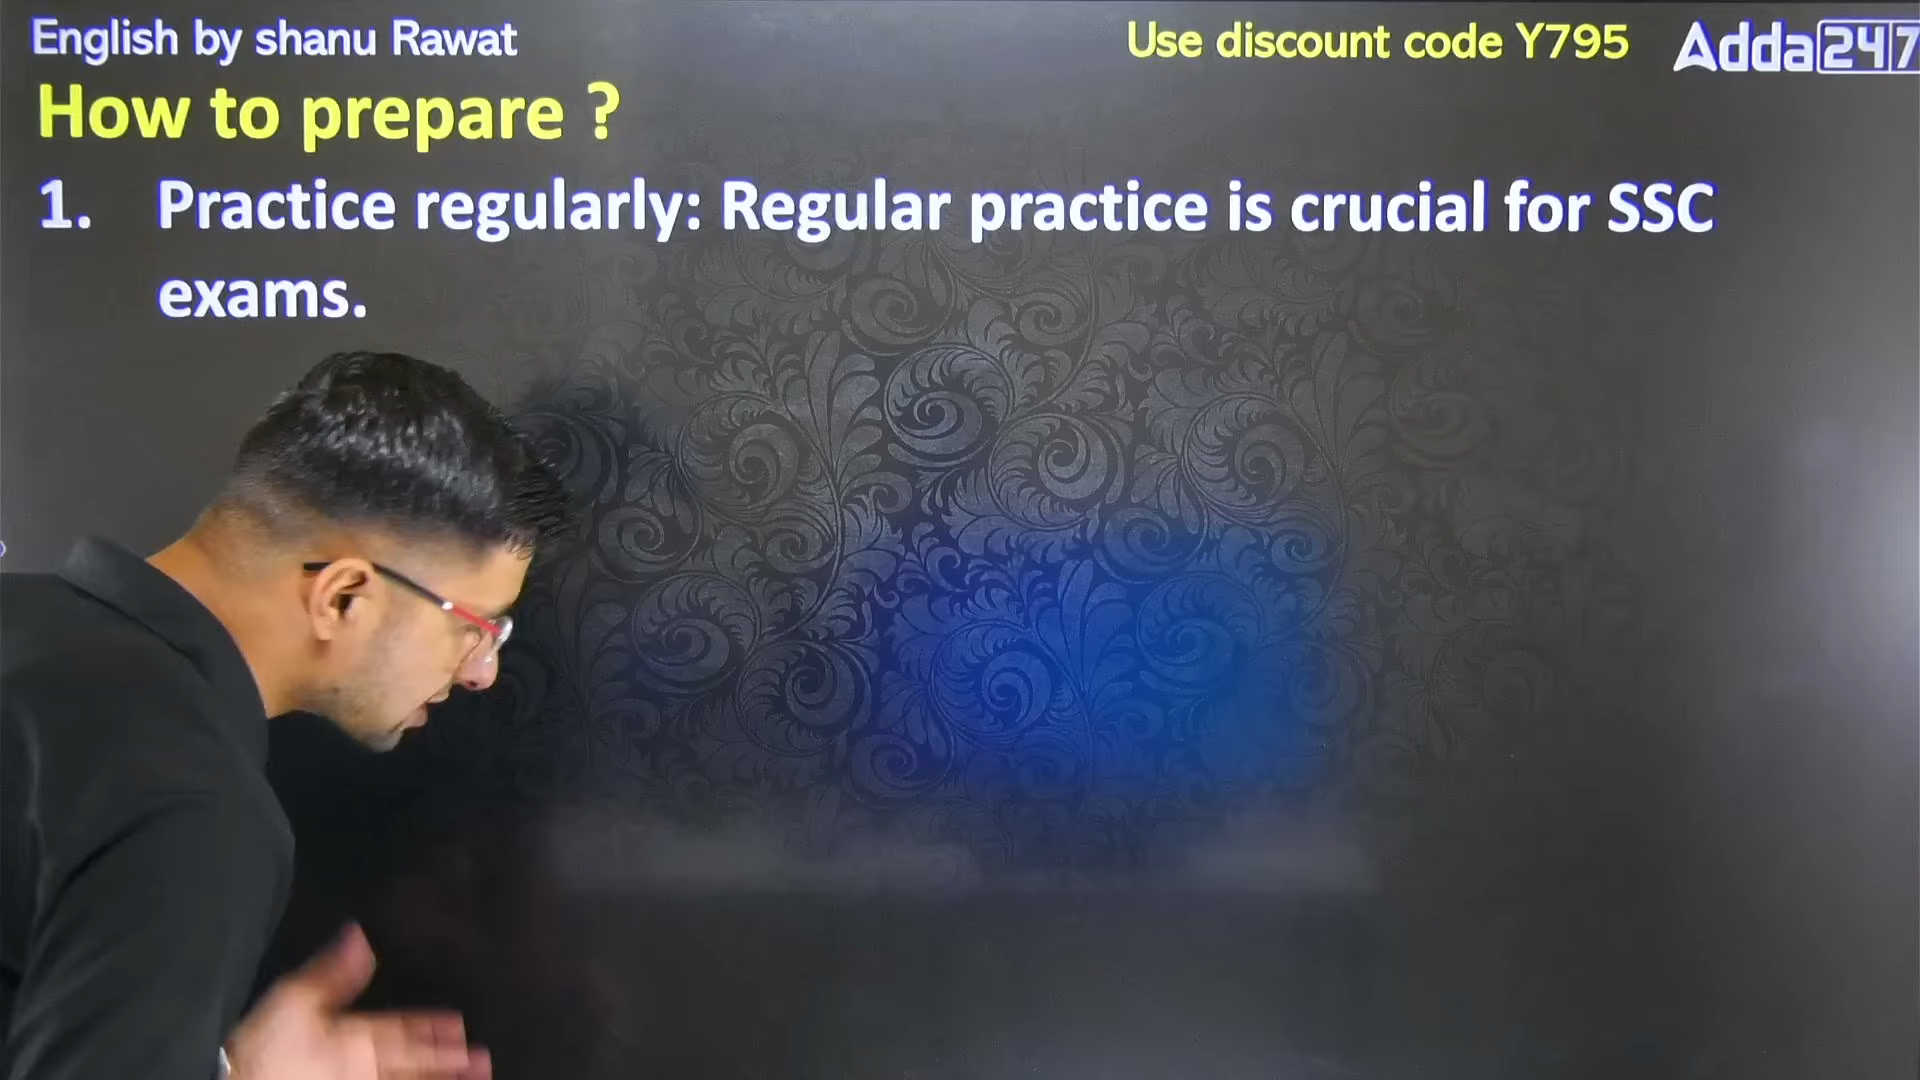 English by shanu Rawat
Use discount code Y795
Adda247
How to prepare ?
1. Practice regularly: Regular practice is crucial for SSC
exams.